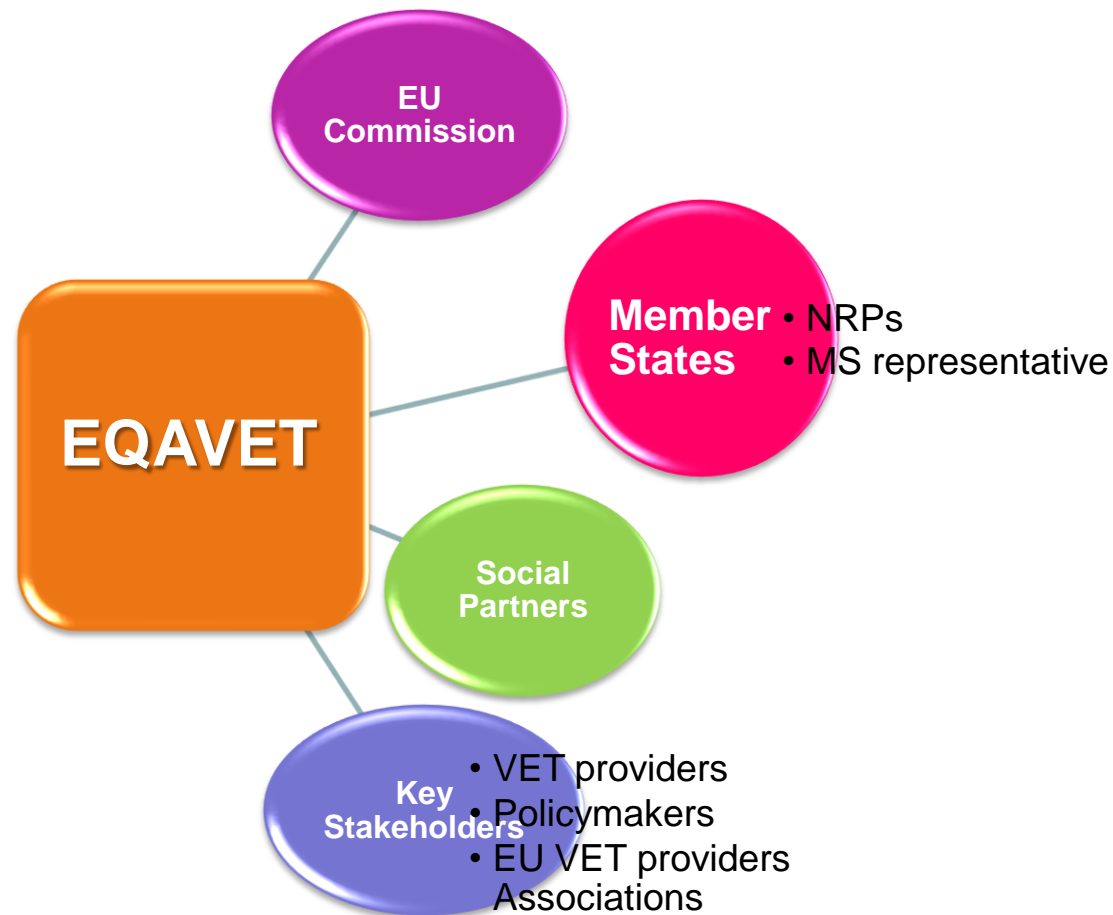 EU
Commission
Member
States
• NRPs
• MS representative
EQAVET
Social
Partners
Key
Stakeholders
• VET providers
• Policymakers
• EU VET providers
Associations